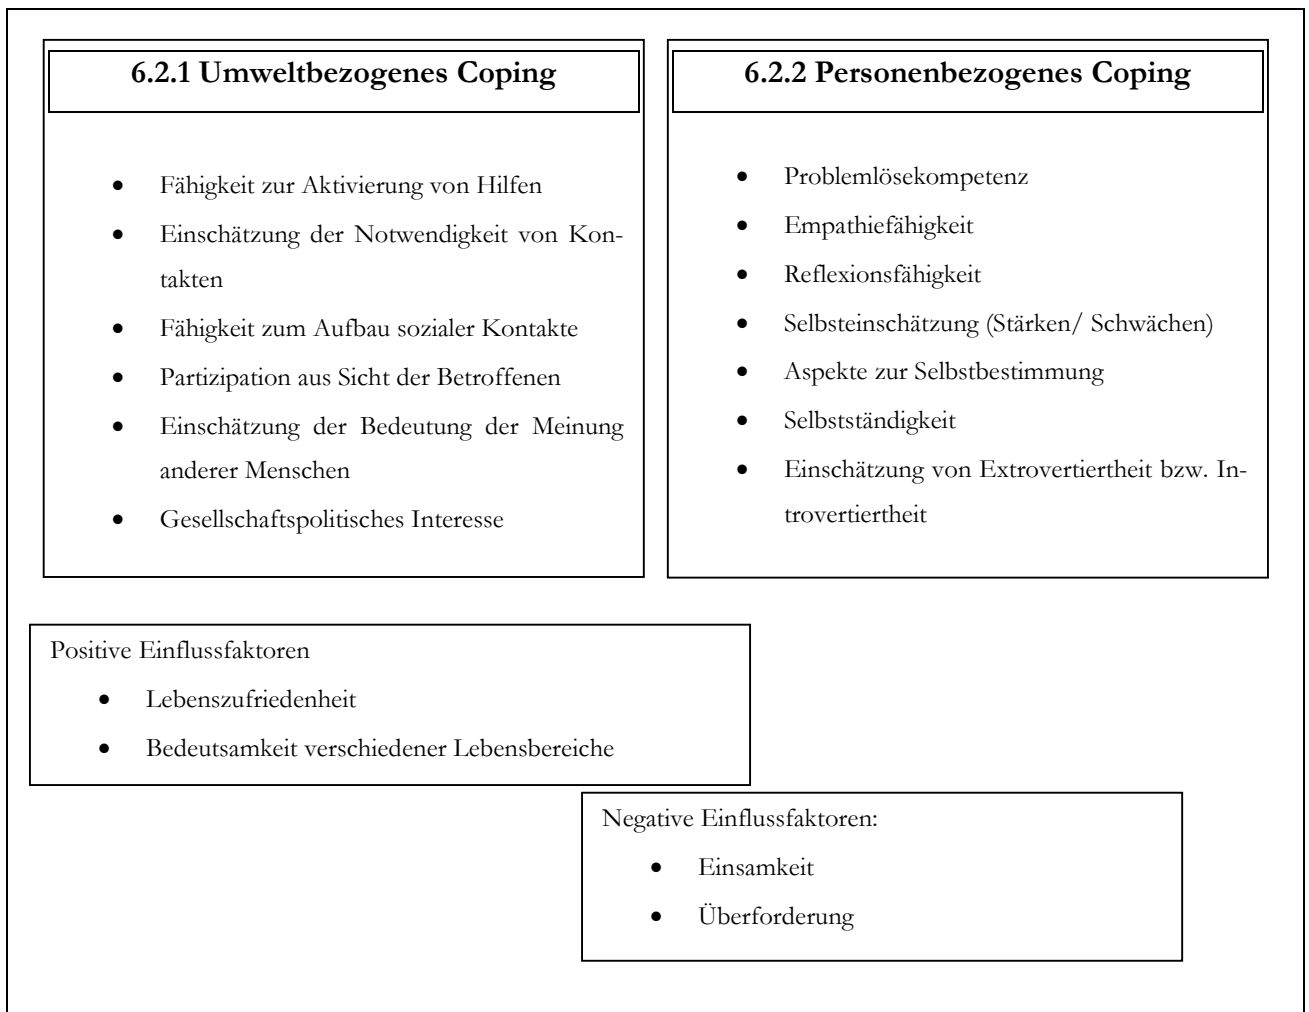 6.2.1 Umweltbezogenes Coping
• Fähigkeit zur Aktivierung von Hilfen
• Einschätzung der Notwendigkeit von Kon-
takten
• Fähigkeit zum Aufbau sozialer Kontakte
• Partizipation aus Sicht der Betroffenen
• Einschätzung der Bedeutung der Meinung
anderer Menschen
• Gesellschaftspolitisches Interesse
6.2.2 Personenbezogenes Coping
• Problemlösekompetenz
• Empathiefähigkeit
• Reflexionsfähigkeit
• Selbsteinschätzung (Stärken/ Schwächen)
• Aspekte zur Selbstbestimmung
• Selbstständigkeit
• Einschätzung von Extrovertiertheit bzw. In-
trovertiertheit
Positive Einflussfaktoren
• Lebenszufriedenheit
• Bedeutsamkeit verschiedener Lebensbereiche
Negative Einflussfaktoren:
• Einsamkeit
• Überforderung